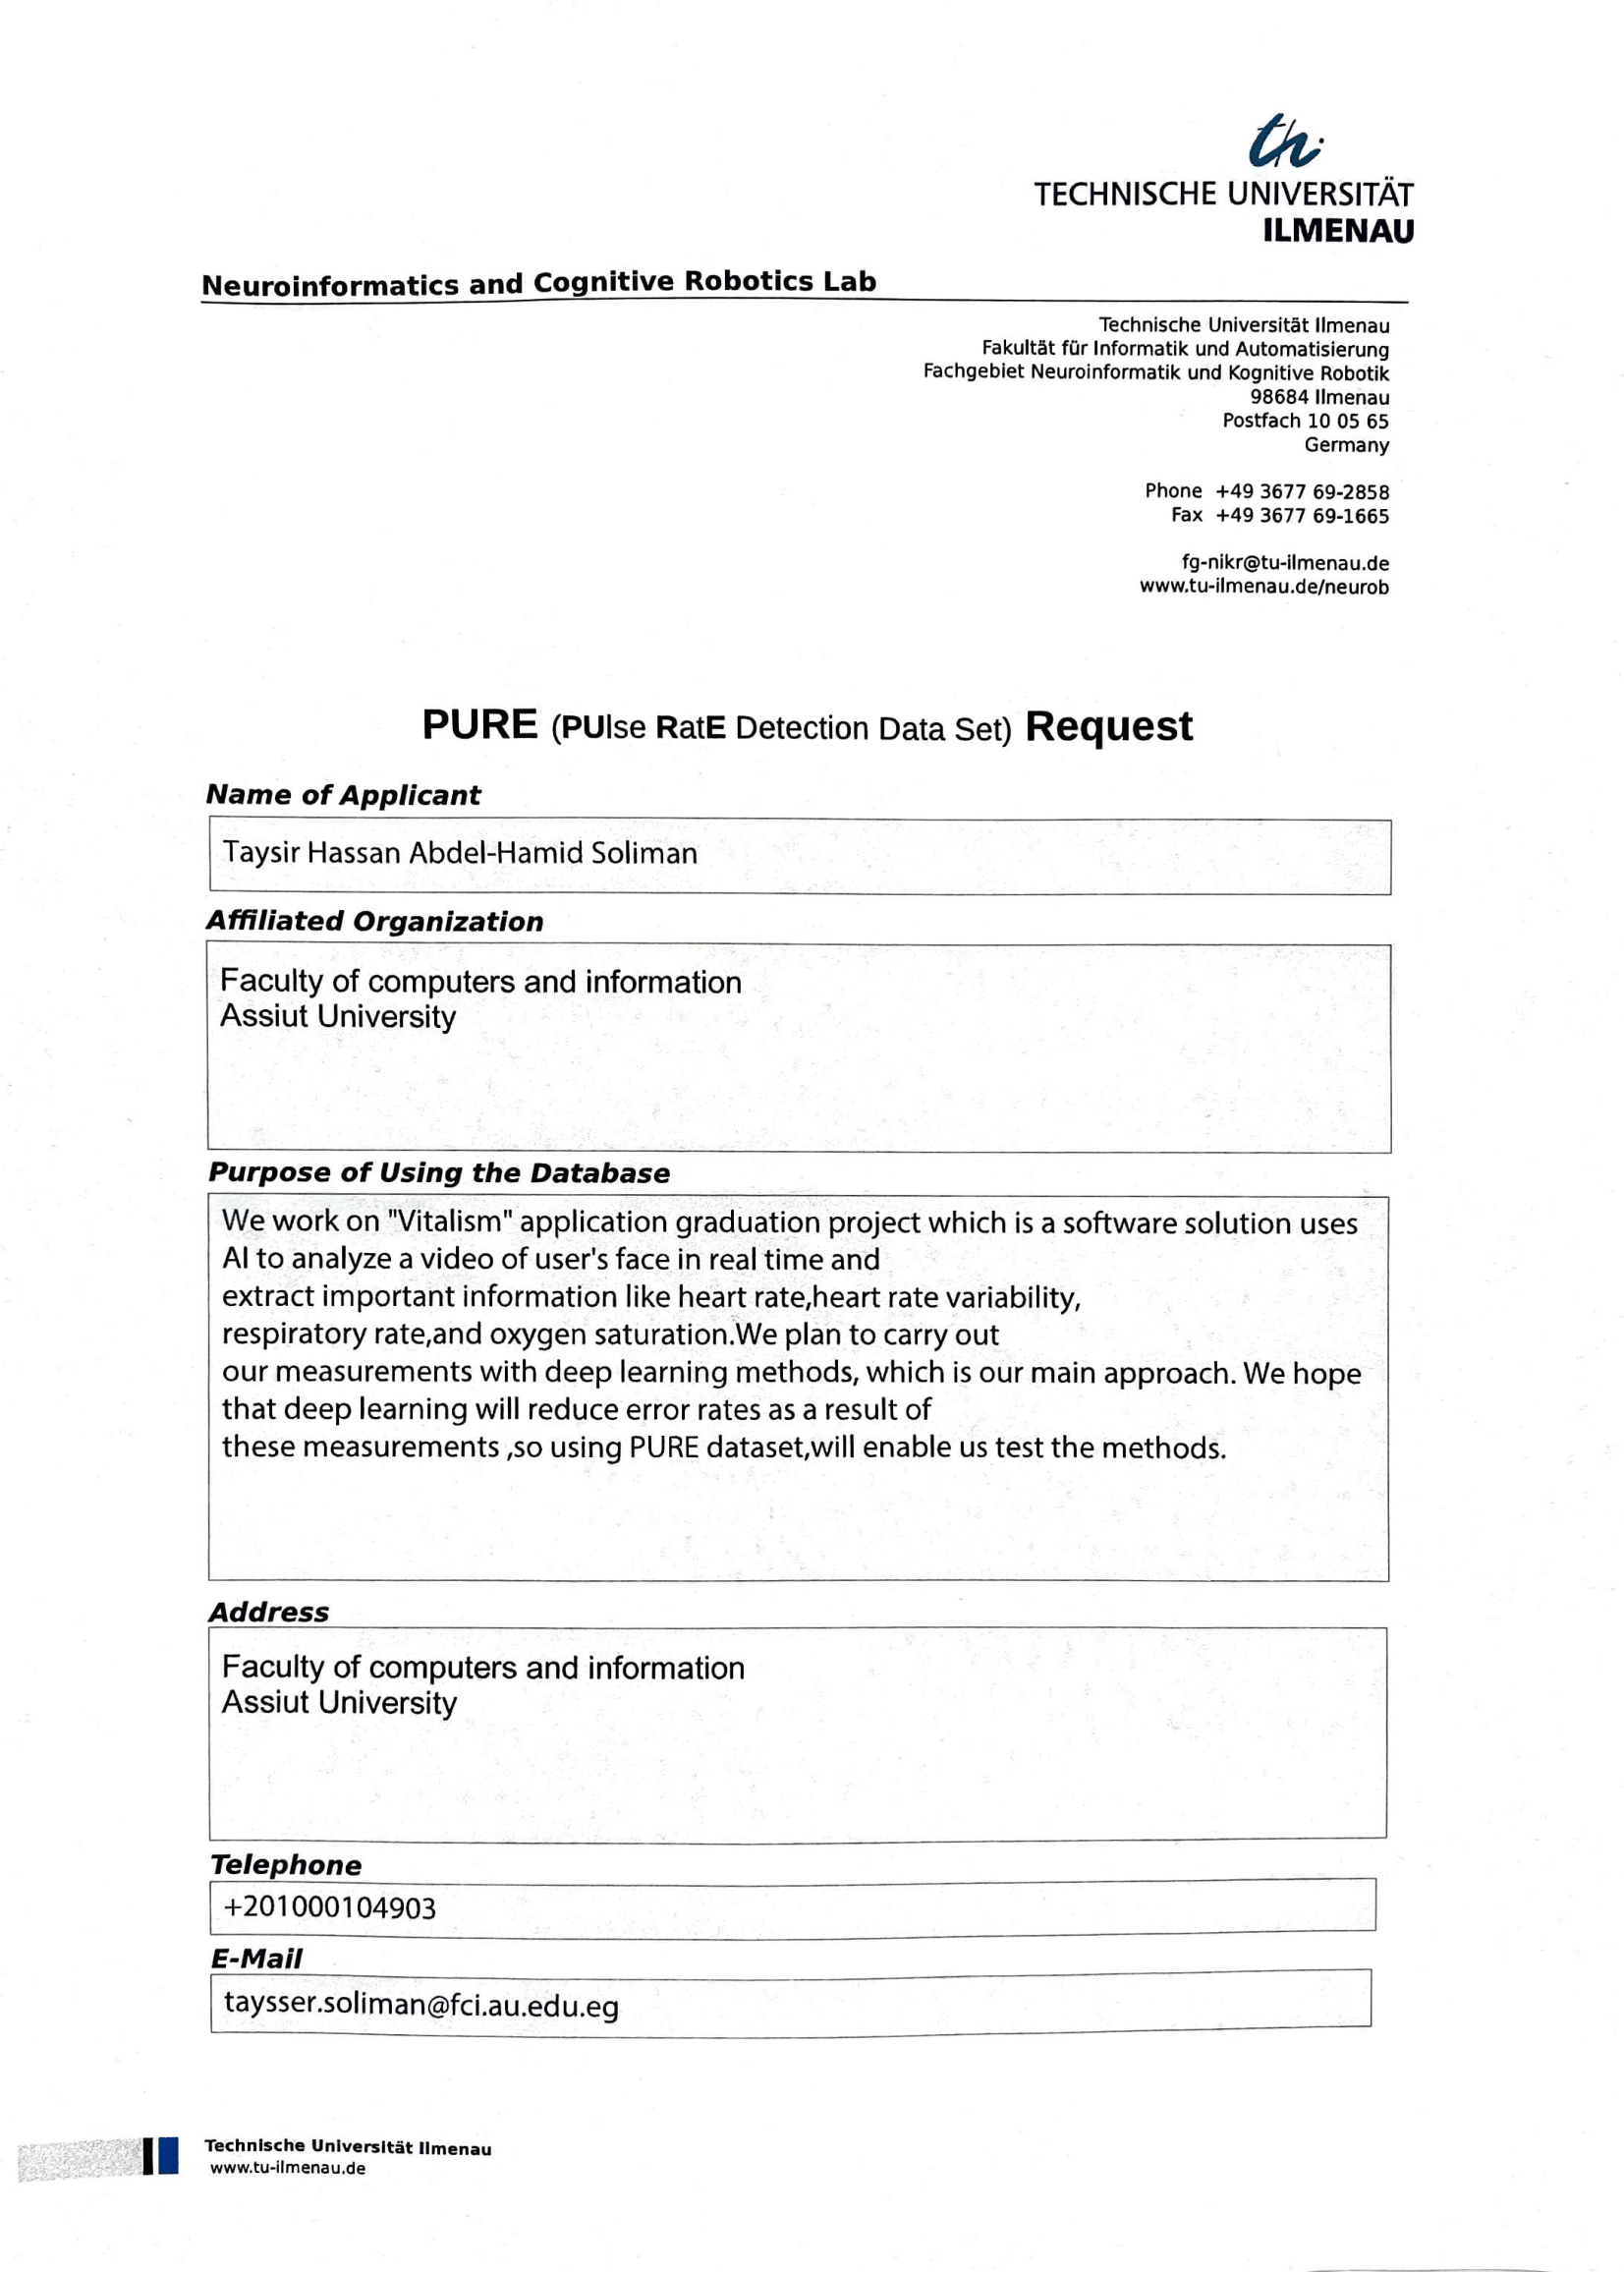 th
TECHNISCHE UNIVERSITÄT
ILMENAU
Neuroinformatics and Cognitive Robotics Lab
Technische Universität Ilmenau
Fakultät für Informatik und Automatisierung
Fachgebiet Neuroinformatik und Kognitive Robotik
98684 Ilmenau
Postfach 10 05 65
Germany
Phone +49 3677 69-2858
Fax +49 3677 69-1665
fg-nikr@tu-ilmenau.de
www.tu-ilmenau.de/neurob
PURE (PUlse RatE Detection Data Set) Request
Name of Applicant
Taysir Hassan Abdel-Hamid Soliman
Affiliated Organization
Faculty of computers and information
Assiut University
Purpose of Using the Database
We work on "Vitalism" application graduation project which is a software solution uses
AI to analyze a video of user's face in real time and
extract important information like heart rate,heart rate variability,
respiratory rate,and oxygen saturation.We plan to carry out
our measurements with deep learning methods, which is our main approach. We hope
that deep learning will reduce error rates as a result of
these measurements ,so using PURE dataset,will enable us test the methods.
Address
Faculty of computers and information
Assiut University
Telephone
+201000104903
E-Mail
taysser.soliman@fci.au.edu.eg
Technische Universität Ilmenau
www.tu-ilmenau.de